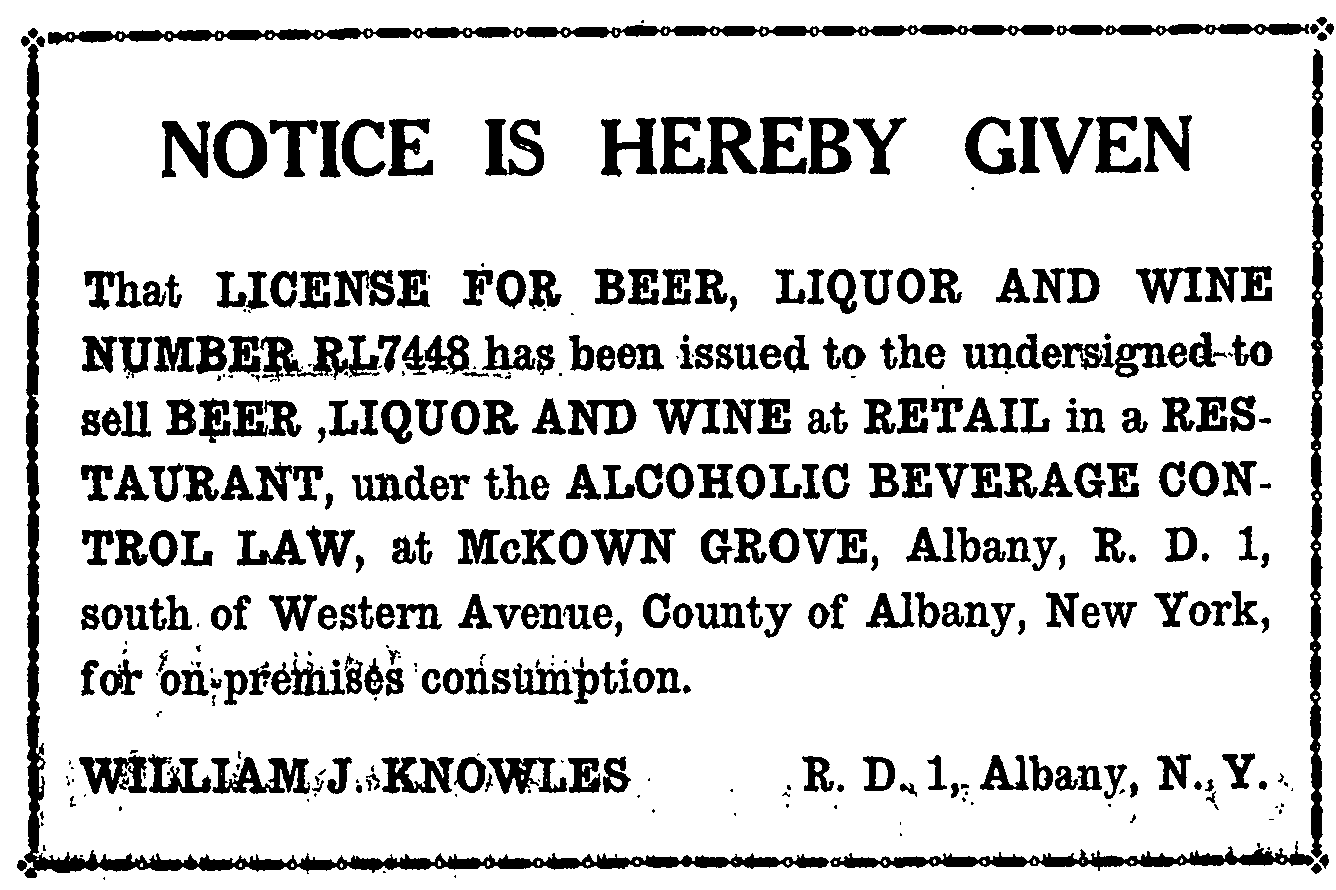 NOTICE IS HEREBY GIVEN
That LICENSE FOR BEER, LIQUOR AND WINE
NUMBER RL7448 has been issued to the undersigned to
sell BEER ,LIQUOR AND WINE at RETAIL in a RES-
TAURANT, under the ALCOHOLIC BEVERAGE CON-
TROL LAW, at McKOWN GROVE, Albany, R. D. 1,
south of Western Avenue, County of Albany, New York,
for on-premises consumption.
WILLIAM J. KNOWLES R. D. 1, Albany, N. Y.